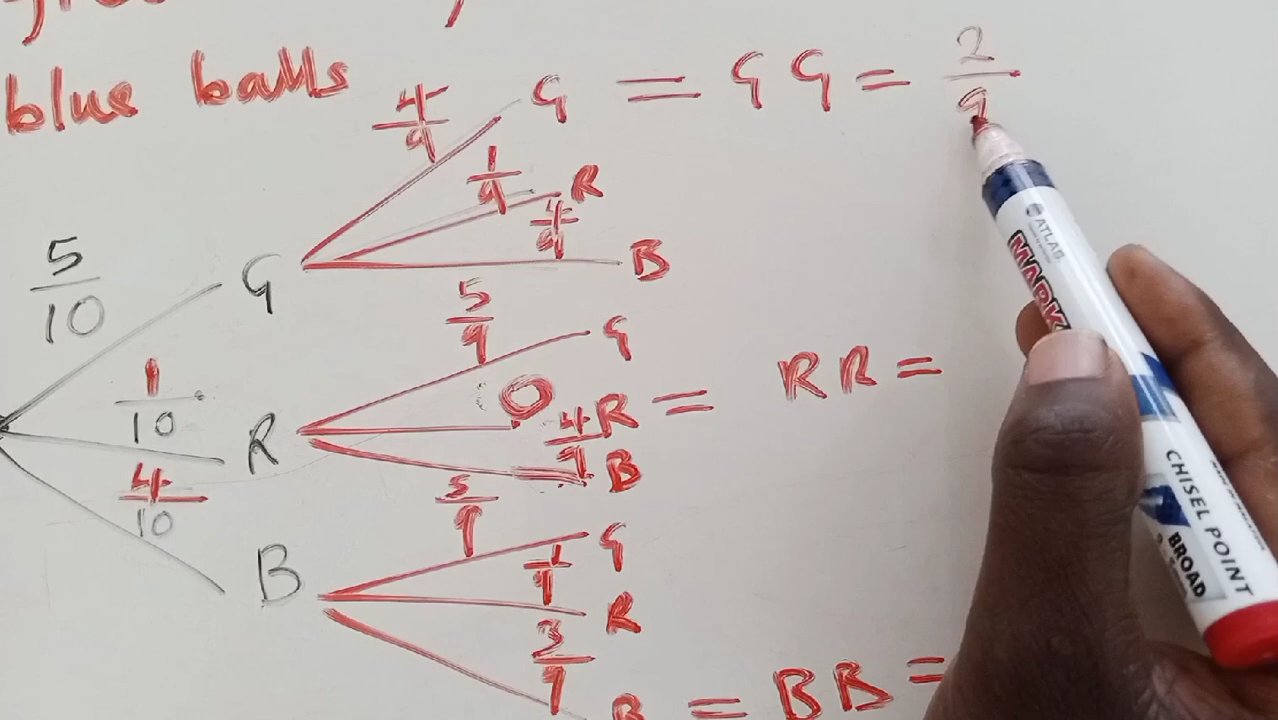 blue balls
4/9 G = GG = 2/9
1/9 R
4/9 B
5/10 G
5/9 G
1/10 R
0 R = RR =
4/9 B
4/10 B
5/9 G
1/9 R
3/9 B = BB =
ATLAS
MARK
CHISEL POINT
BROAD